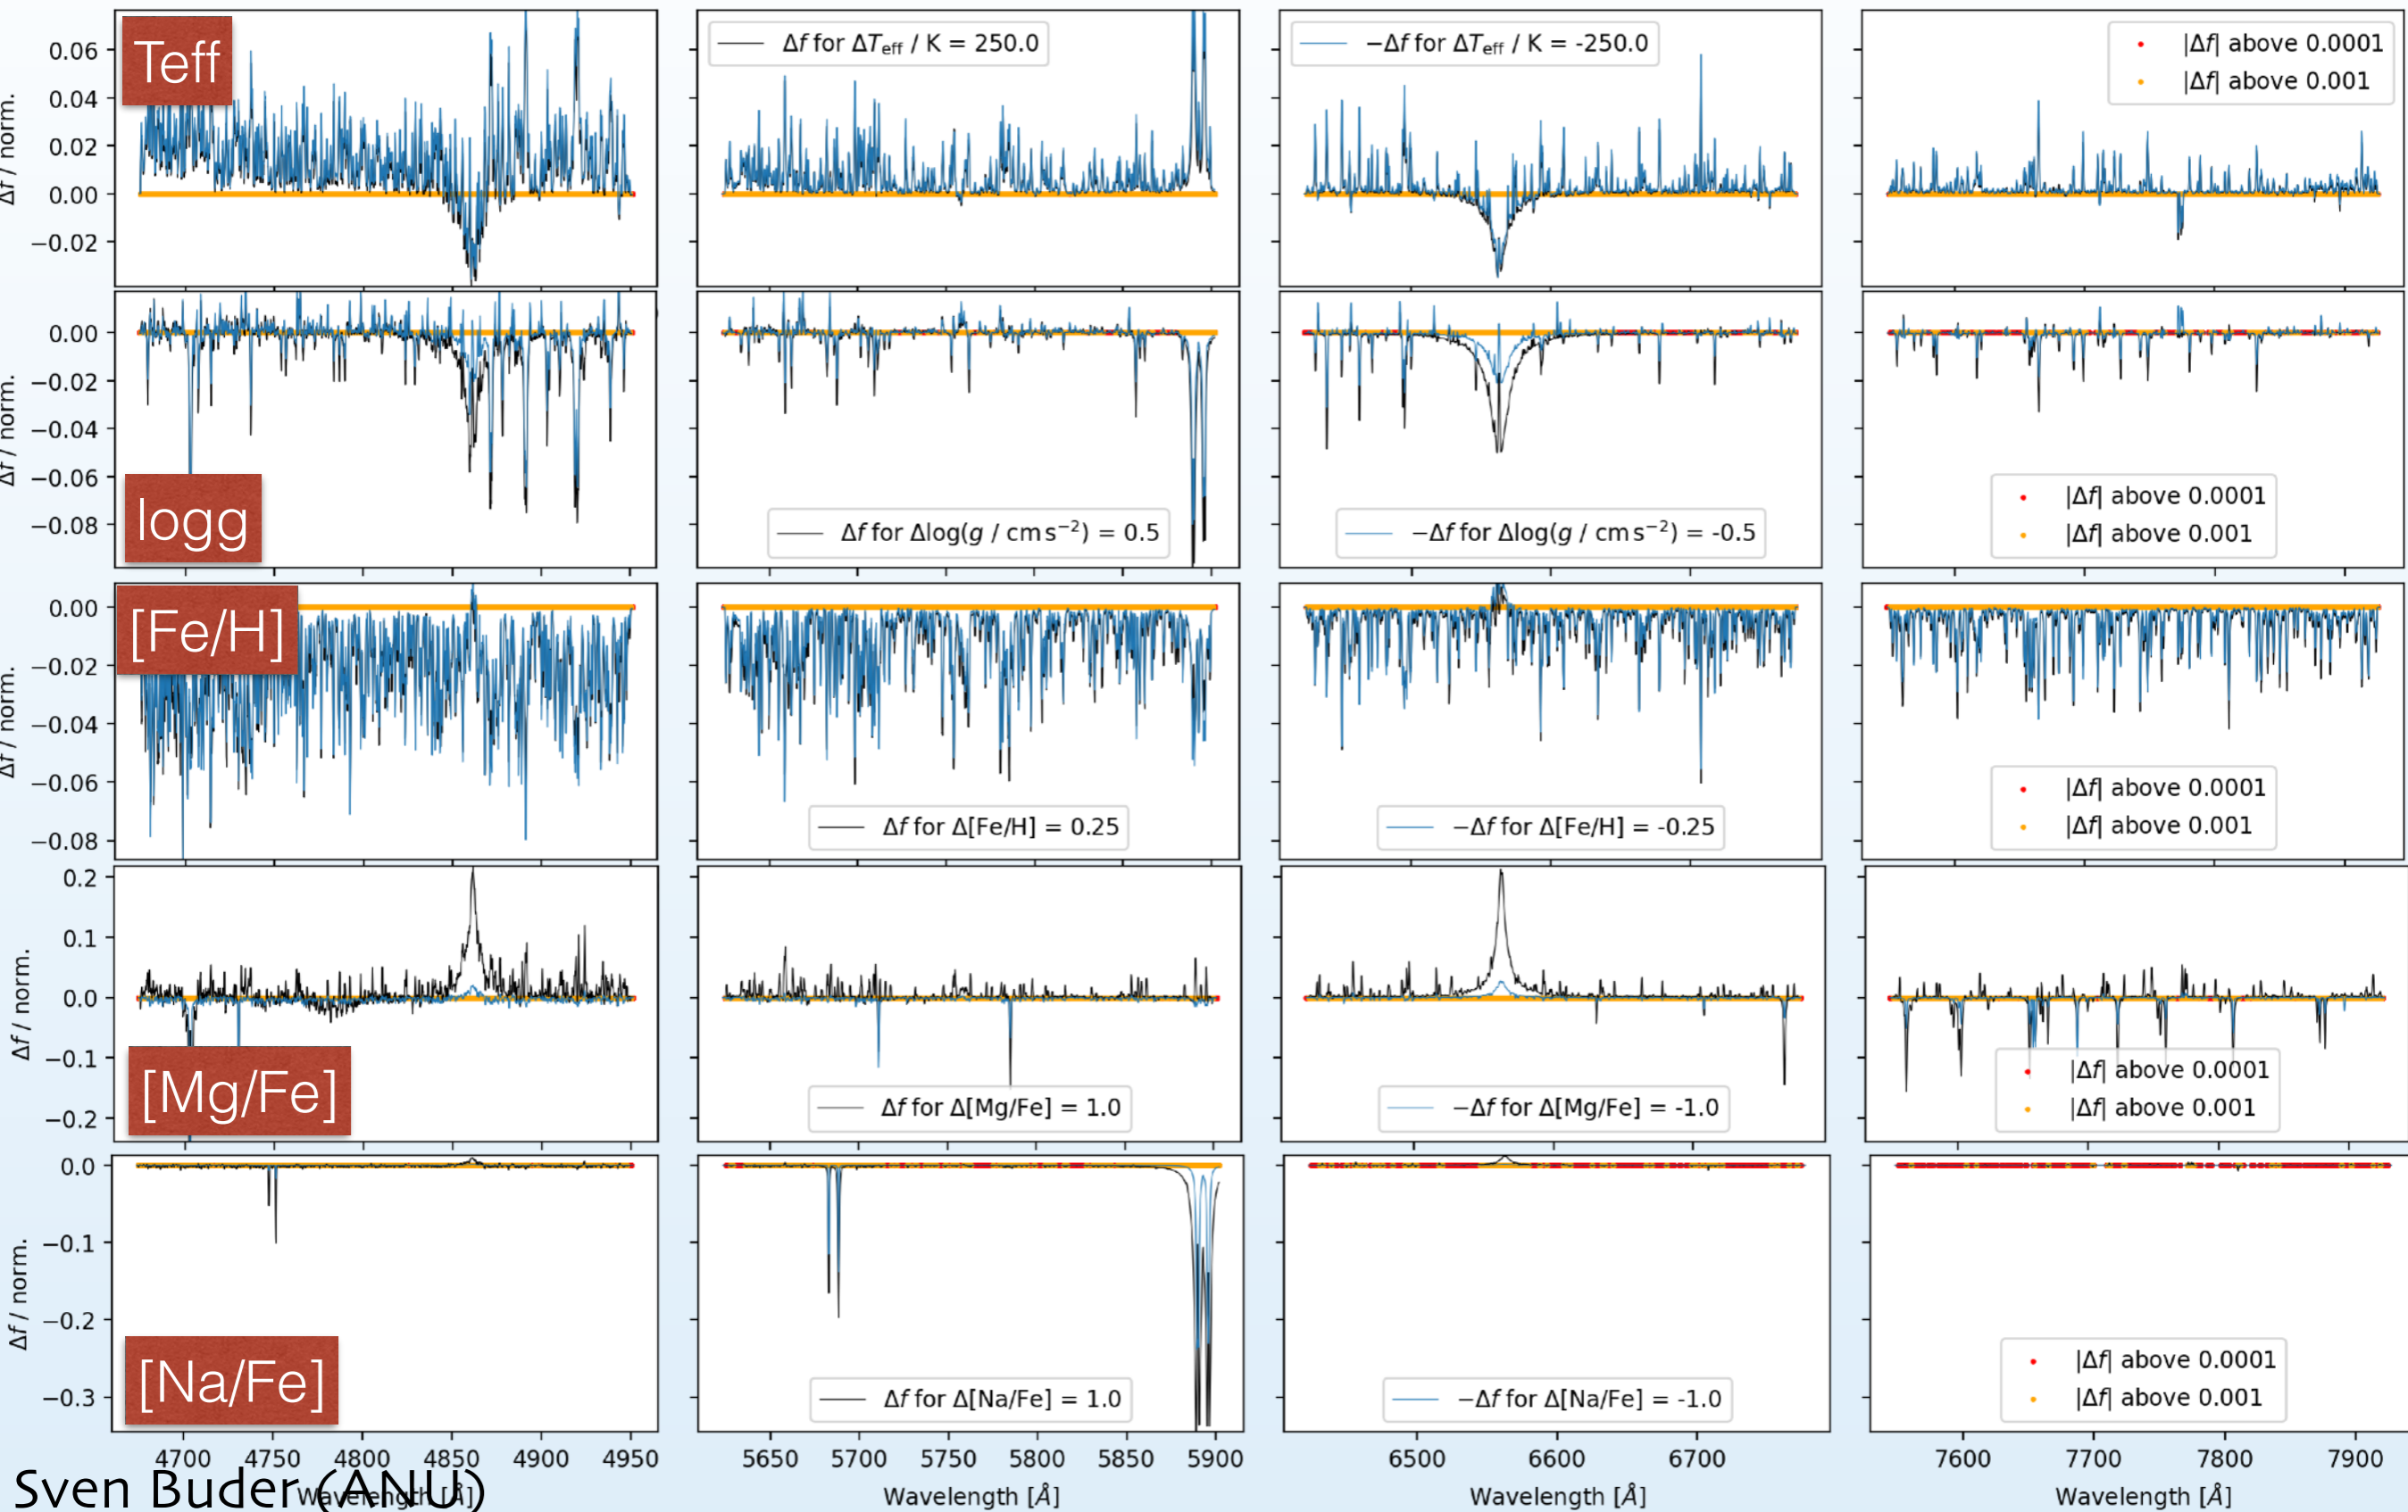 Teff
Δf / norm.
0.06
0.04
0.02
0.00
−0.02
Δf for ΔTeff / K = 250.0
−Δf for ΔTeff / K = -250.0
|Δf| above 0.0001
|Δf| above 0.001
logg
Δf / norm.
0.00
−0.02
−0.04
−0.06
−0.08
Δf for Δlog(g / cm s⁻²) = 0.5
−Δf for Δlog(g / cm s⁻²) = -0.5
|Δf| above 0.0001
|Δf| above 0.001
[Fe/H]
Δf / norm.
0.00
−0.02
−0.04
−0.06
−0.08
Δf for Δ[Fe/H] = 0.25
−Δf for Δ[Fe/H] = -0.25
|Δf| above 0.0001
|Δf| above 0.001
[Mg/Fe]
Δf / norm.
0.2
0.1
0.0
−0.1
−0.2
Δf for Δ[Mg/Fe] = 1.0
−Δf for Δ[Mg/Fe] = -1.0
|Δf| above 0.0001
|Δf| above 0.001
[Na/Fe]
Δf / norm.
0.0
−0.1
−0.2
−0.3
Δf for Δ[Na/Fe] = 1.0
−Δf for Δ[Na/Fe] = -1.0
|Δf| above 0.0001
|Δf| above 0.001
4700 4750 4800 4850 4900 4950
5650 5700 5750 5800 5850 5900
6500 6600 6700
7600 7700 7800 7900
Sven Buder (ANU)
Wavelength [Å]
Wavelength [Å]
Wavelength [Å]
Wavelength [Å]